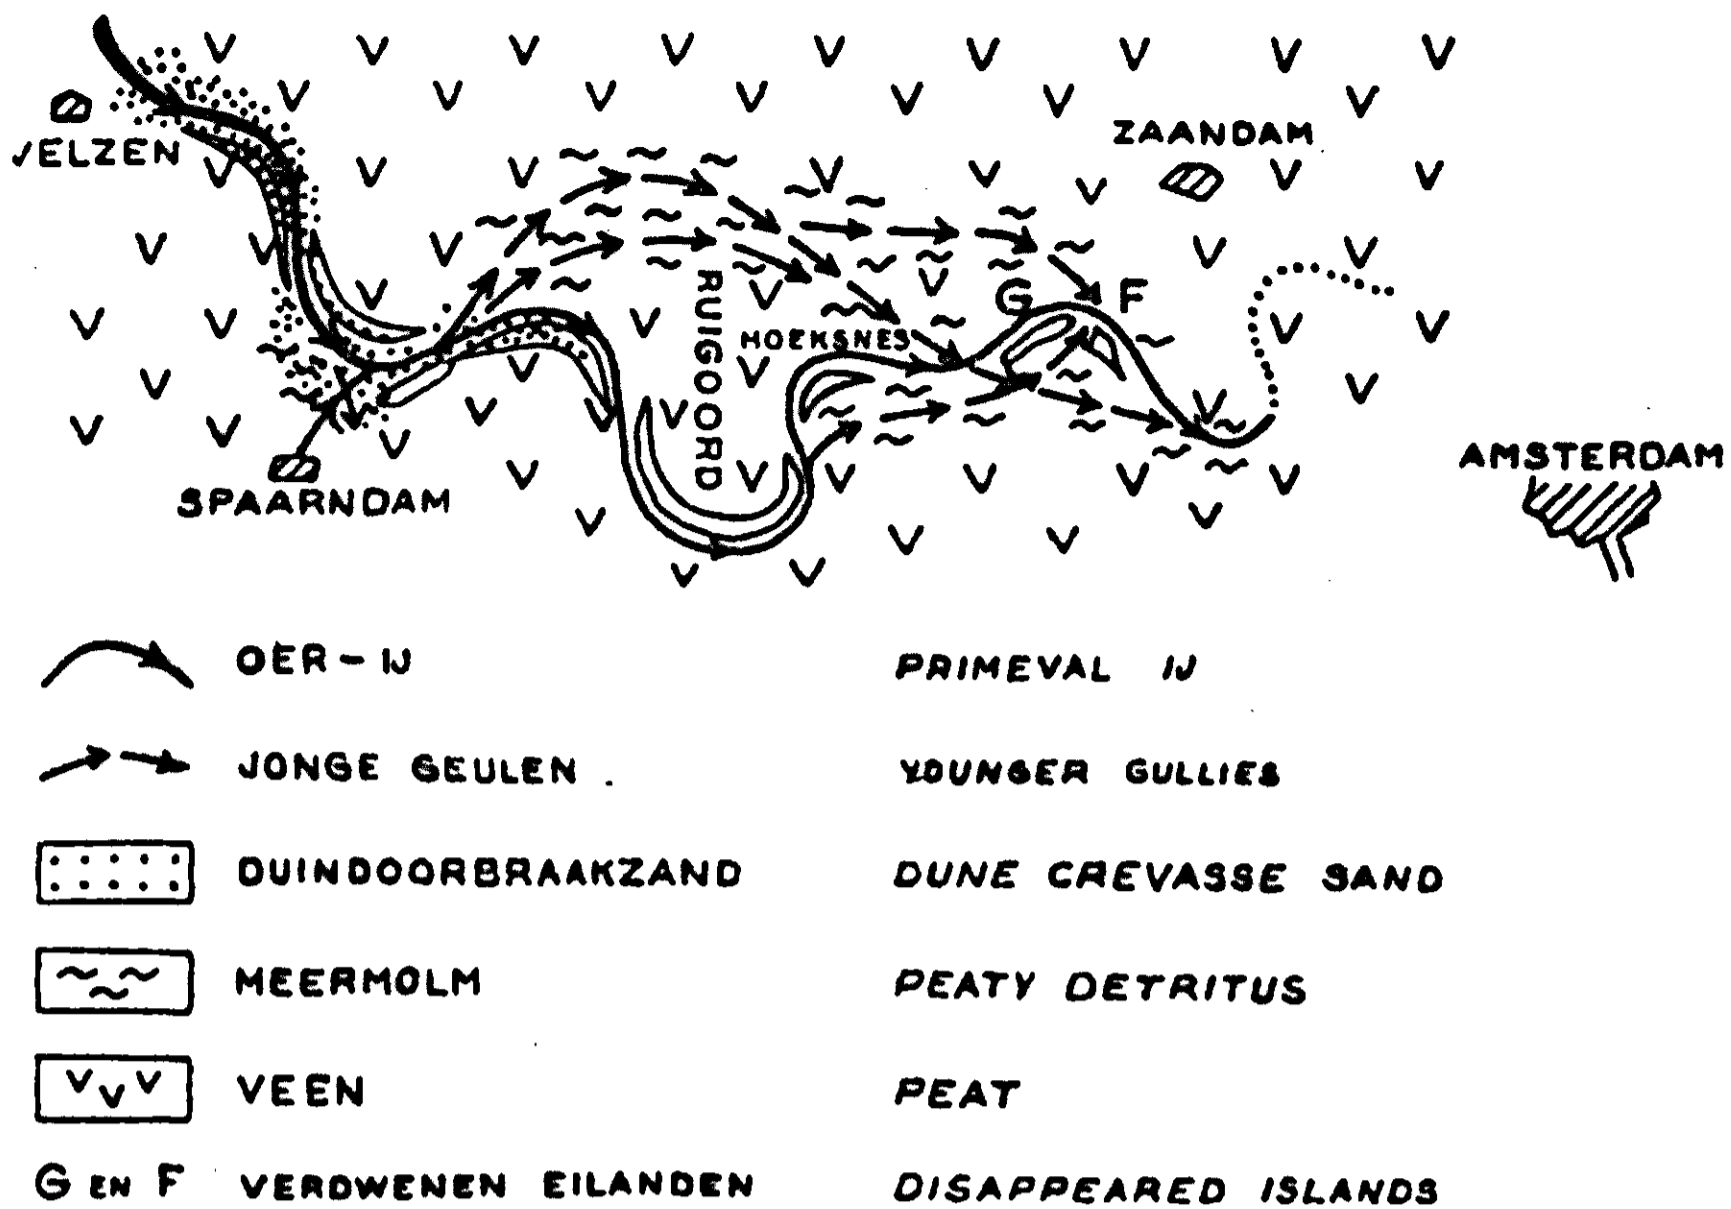 ZAANDAM
VELZEN
G F
RUIGOORD
HOEKSNES
AMSTERDAM
SPAARNDAM
OER-IJ PRIMEVAL IJ
JONGE GEULEN. YOUNGER GULLIES
DUINDOORBRAAKZAND DUNE CREVASSE SAND
MEERMOLM PEATY DETRITUS
VEEN PEAT
G EN F VERDWENEN EILANDEN DISAPPEARED ISLANDS